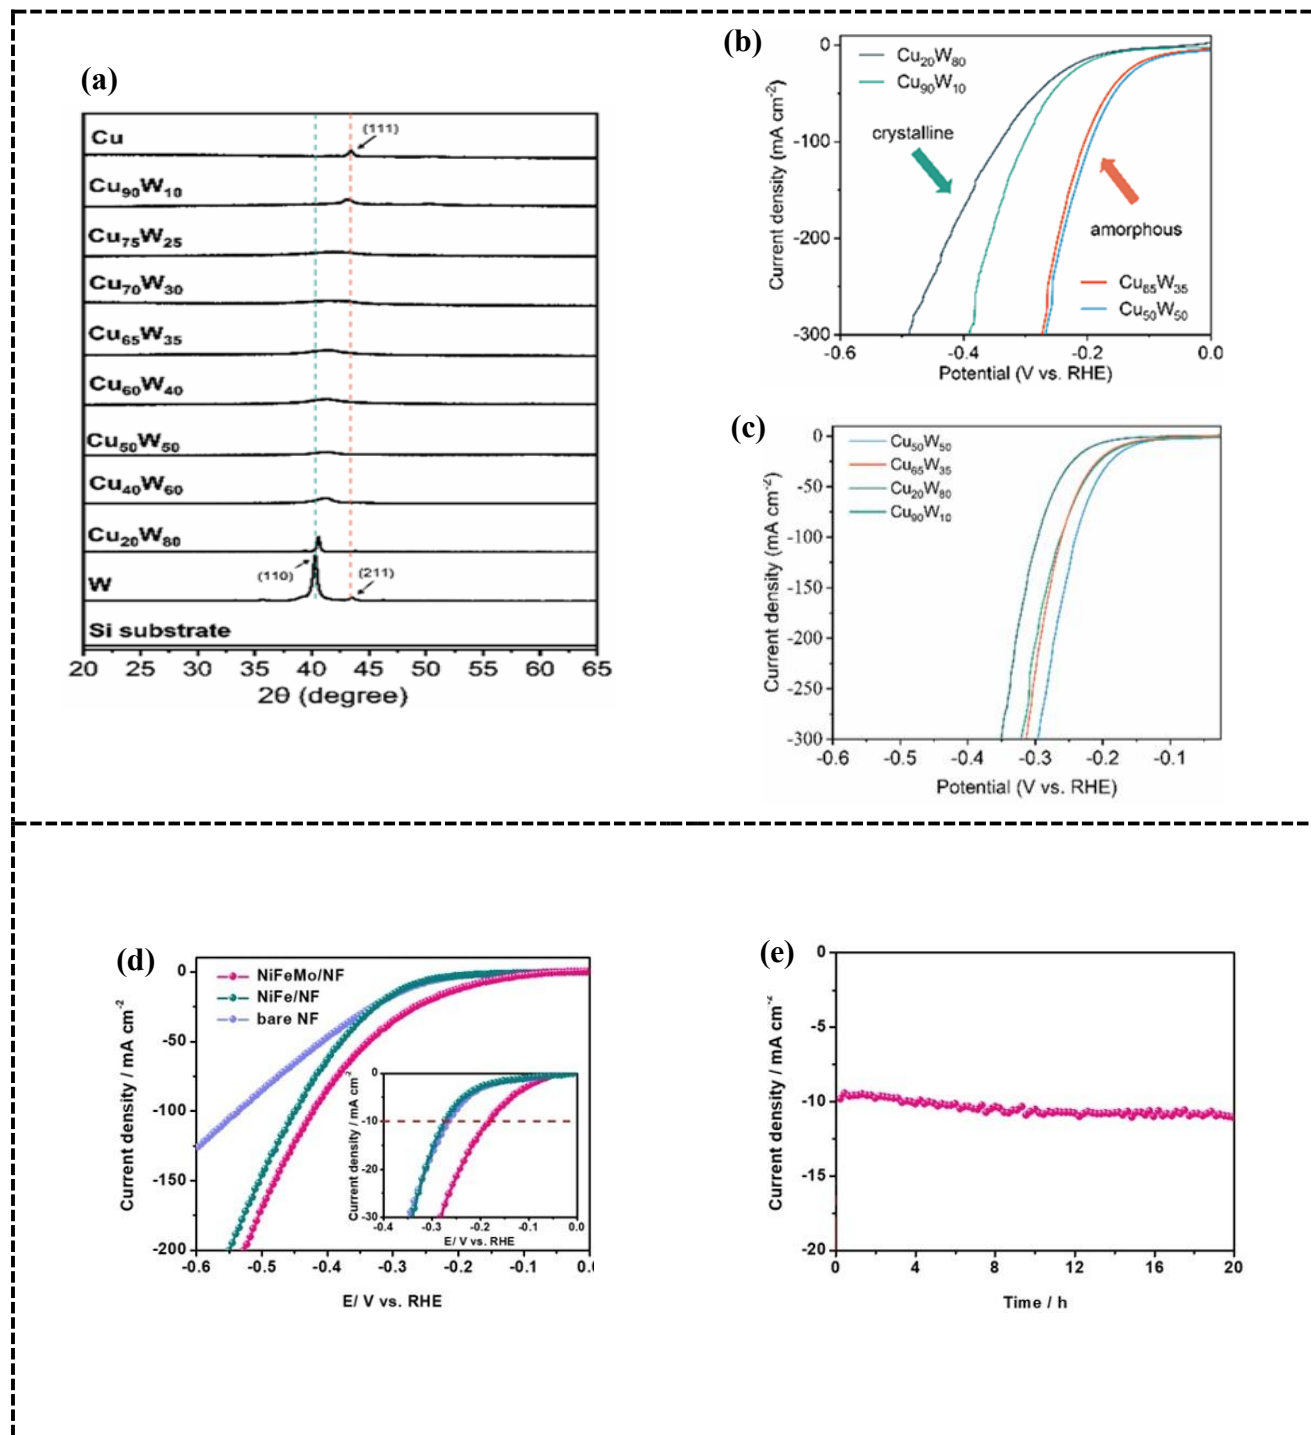 (a)
(111)
Cu
Cu90W10
Cu75W25
Cu70W30
Cu65W35
Cu60W40
Cu50W50
Cu40W60
Cu20W80
(110)
(211)
W
Si substrate
20 25 30 35 40 45 50 55 60 65
2θ (degree)
(b)
Cu20W80
Cu90W10
crystalline
amorphous
Cu65W35
Cu50W50
0
-100
-200
-300
Current density (mA cm-2)
-0.6 -0.4 -0.2 0.0
Potential (V vs. RHE)
(c)
Cu50W50
Cu65W35
Cu20W80
Cu90W10
0
-50
-100
-150
-200
-250
-300
Current density (mA cm-2)
-0.6 -0.5 -0.4 -0.3 -0.2 -0.1
Potential (V vs. RHE)
(d)
NiFeMo/NF
NiFe/NF
bare NF
0
-50
-100
-150
-200
Current density / mA cm-2
-0.6 -0.5 -0.4 -0.3 -0.2 -0.1 0.0
E/ V vs. RHE
0
-10
-20
-30
Current density / mA cm-2
-0.4 -0.3 -0.2 -0.1 0.0
E/ V vs. RHE
(e)
0
-5
-10
-15
-20
Current density / mA cm-2
0 4 8 12 16 20
Time / h